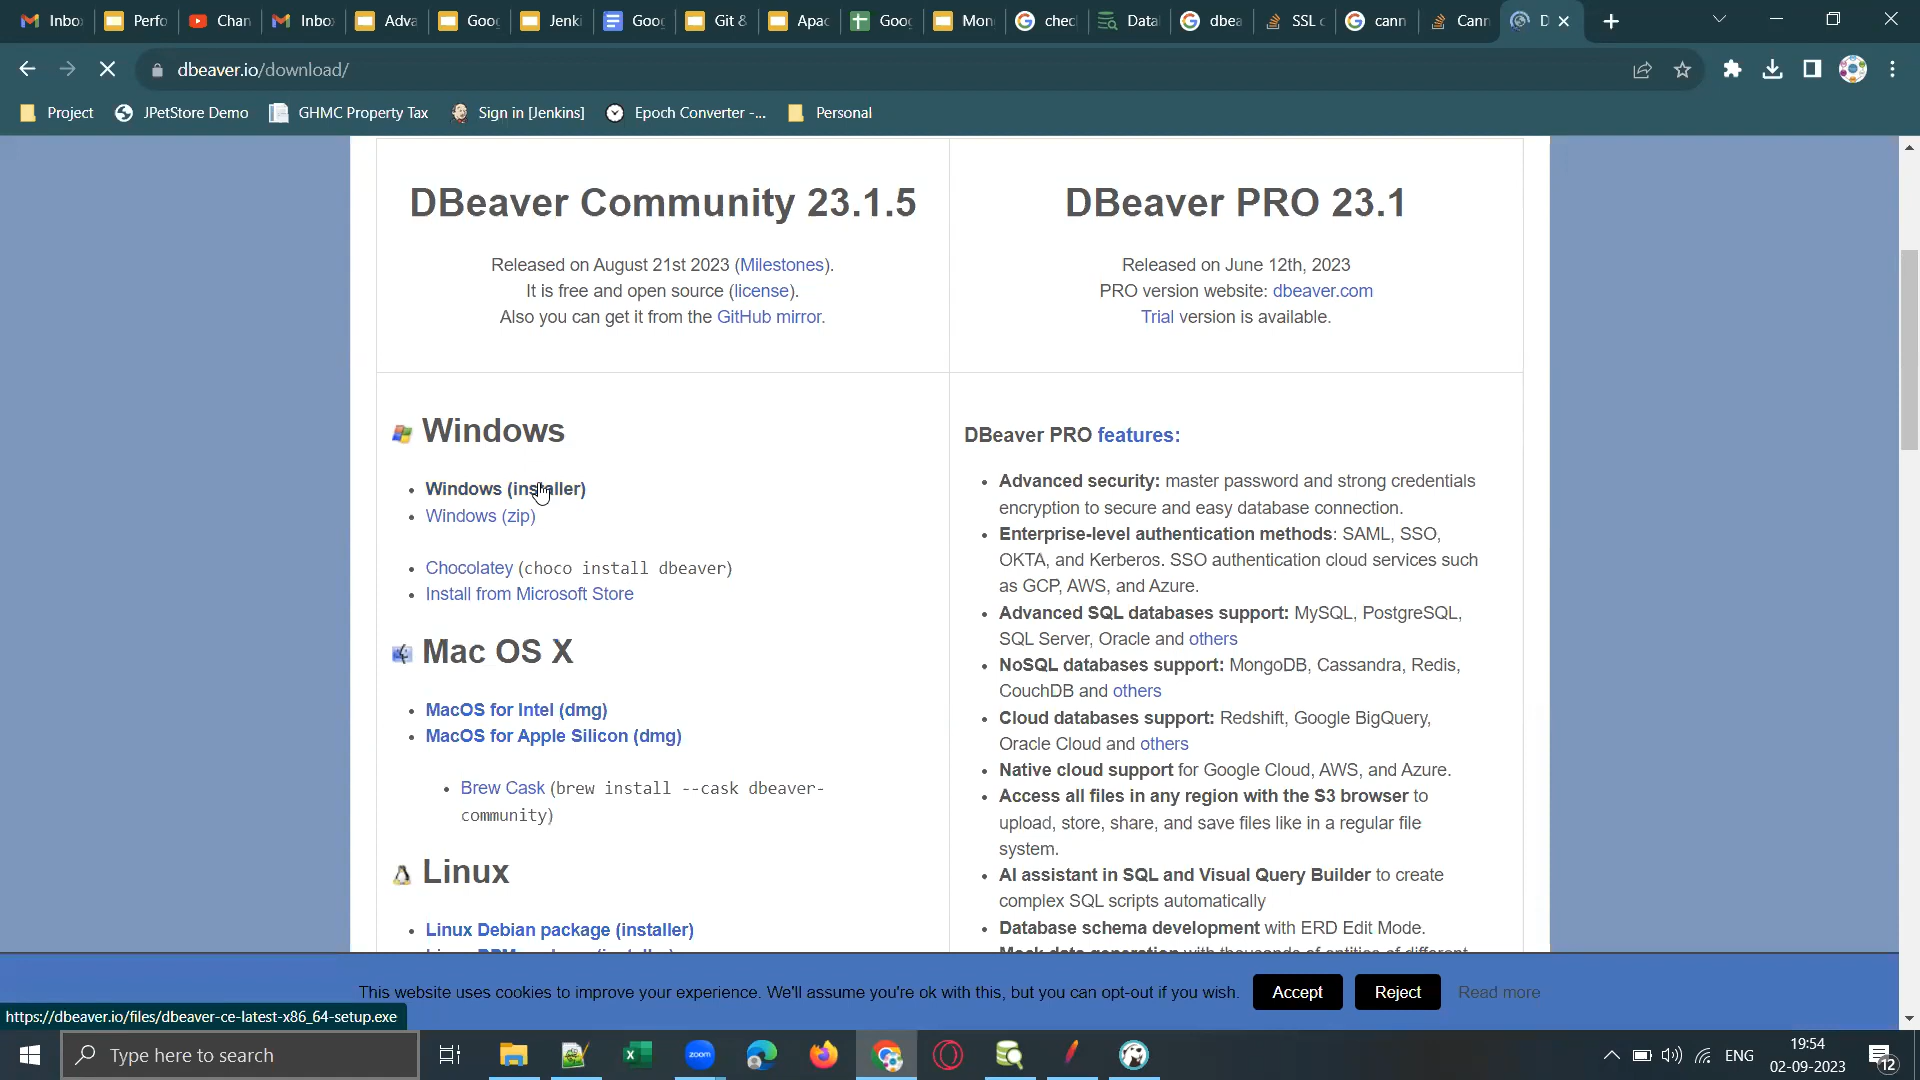 Inbo
Perfo
Chan
Inbo
Adva
Goog
Jenki
Goog
Git &
Apac
Goog
Mon
chec
Data
dbea
SSL c
cann
Cann
D
dbeaver.io/download/
Project
JPetStore Demo
GHMC Property Tax
Sign in [Jenkins]
Epoch Converter -...
Personal
DBeaver Community 23.1.5
Released on August 21st 2023 (Milestones).
It is free and open source (license).
Also you can get it from the GitHub mirror.
DBeaver PRO 23.1
Released on June 12th, 2023
PRO version website: dbeaver.com
Trial version is available.
Windows
• Windows (installer)
• Windows (zip)
• Chocolatey (choco install dbeaver)
• Install from Microsoft Store
Mac OS X
• MacOS for Intel (dmg)
• MacOS for Apple Silicon (dmg)
• Brew Cask (brew install --cask dbeaver-
community)
Linux
• Linux Debian package (installer)
DBeaver PRO features:
• Advanced security: master password and strong credentials
encryption to secure and easy database connection.
• Enterprise-level authentication methods: SAML, SSO,
OKTA, and Kerberos. SSO authentication cloud services such
as GCP, AWS, and Azure.
• Advanced SQL databases support: MySQL, PostgreSQL,
SQL Server, Oracle and others
• NoSQL databases support: MongoDB, Cassandra, Redis,
CouchDB and others
• Cloud databases support: Redshift, Google BigQuery,
Oracle Cloud and others
• Native cloud support for Google Cloud, AWS, and Azure.
• Access all files in any region with the S3 browser to
upload, store, share, and save files like in a regular file
system.
• AI assistant in SQL and Visual Query Builder to create
complex SQL scripts automatically
• Database schema development with ERD Edit Mode.
This website uses cookies to improve your experience. We'll assume you're ok with this, but you can opt-out if you wish.
Accept
Reject
Read more
https://dbeaver.io/files/dbeaver-ce-latest-x86_64-setup.exe
Type here to search
zoom
ENG
19:54
02-09-2023
12